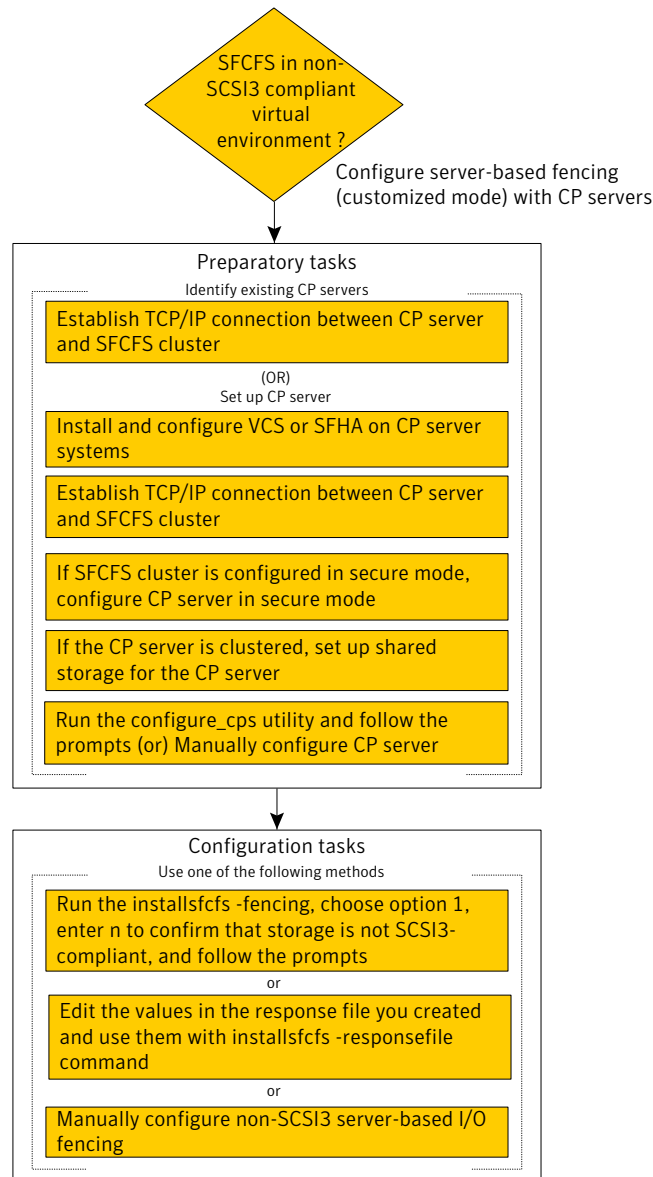 SFCFS in non-
SCSI3 compliant
virtual
environment ?
Configure server-based fencing
(customized mode) with CP servers
Preparatory tasks
Identify existing CP servers
Establish TCP/IP connection between CP server
and SFCFS cluster
(OR)
Set up CP server
Install and configure VCS or SFHA on CP server
systems
Establish TCP/IP connection between CP server
and SFCFS cluster
If SFCFS cluster is configured in secure mode,
configure CP server in secure mode
If the CP server is clustered, set up shared
storage for the CP server
Run the configure_cps utility and follow the
prompts (or) Manually configure CP server
Configuration tasks
Use one of the following methods
Run the installsfcfs -fencing, choose option 1,
enter n to confirm that storage is not SCSI3-
compliant, and follow the prompts
or
Edit the values in the response file you created
and use them with installsfcfs -responsefile
command
or
Manually configure non-SCSI3 server-based I/O
fencing